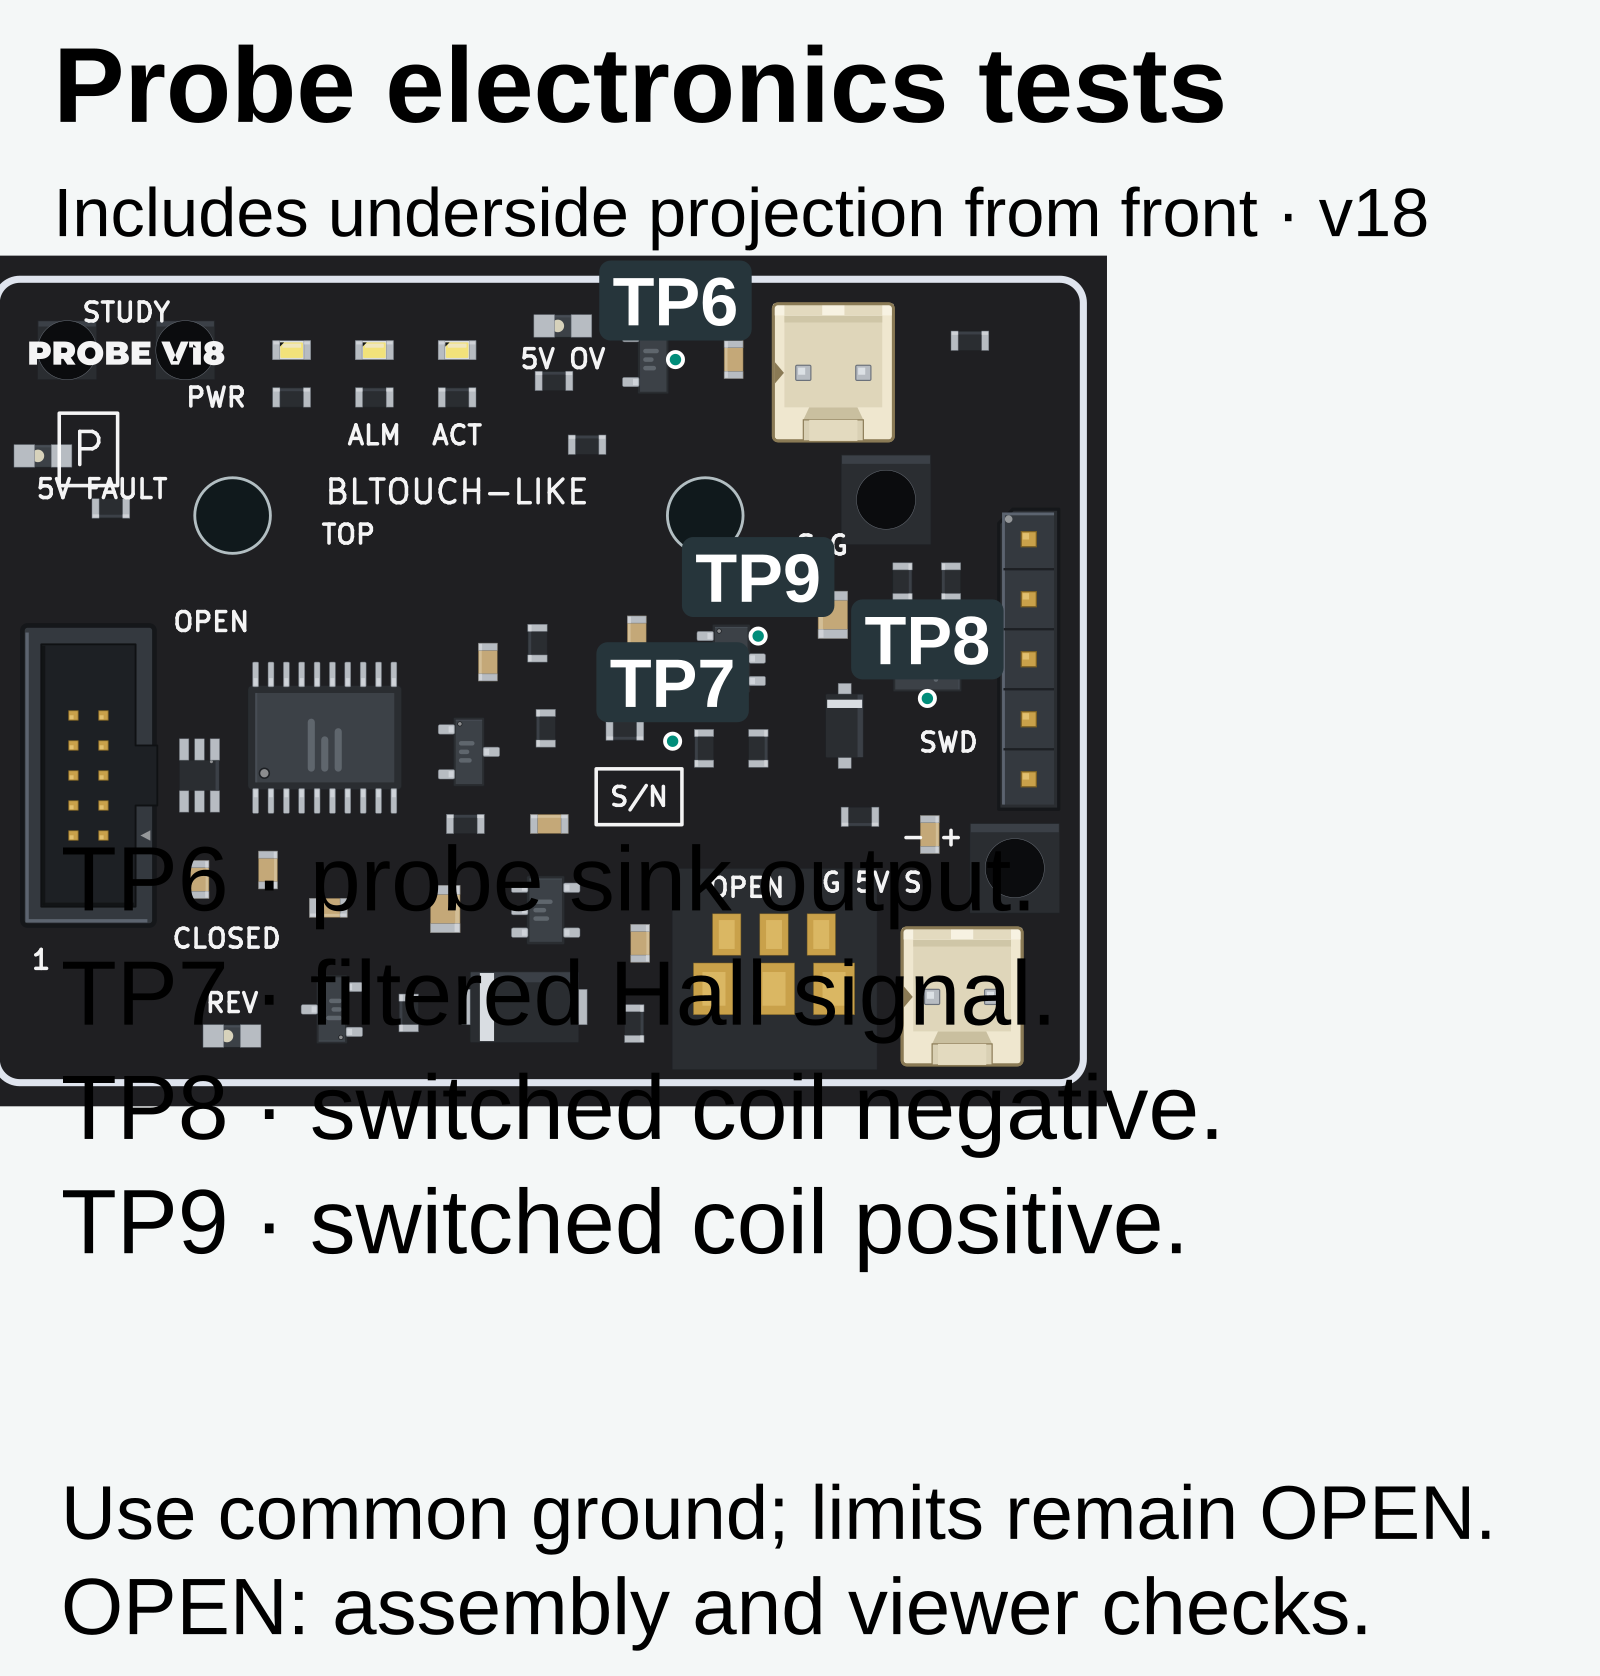 Probe electronics tests
Includes underside projection from front · v18
TP6
STUDY
PROBE V18
5V OV
PWR
ALM ACT
P
5V FAULT
BLTOUCH-LIKE
TOP
G
TP9
OPEN
TP8
TP7
SWD
S/N
- +
TP6 · probe sink output.
OPEN
G 5V S
CLOSED
1
TP7 · filtered Hall signal.
REV
TP8 · switched coil negative.
TP9 · switched coil positive.
Use common ground; limits remain OPEN.
OPEN: assembly and viewer checks.